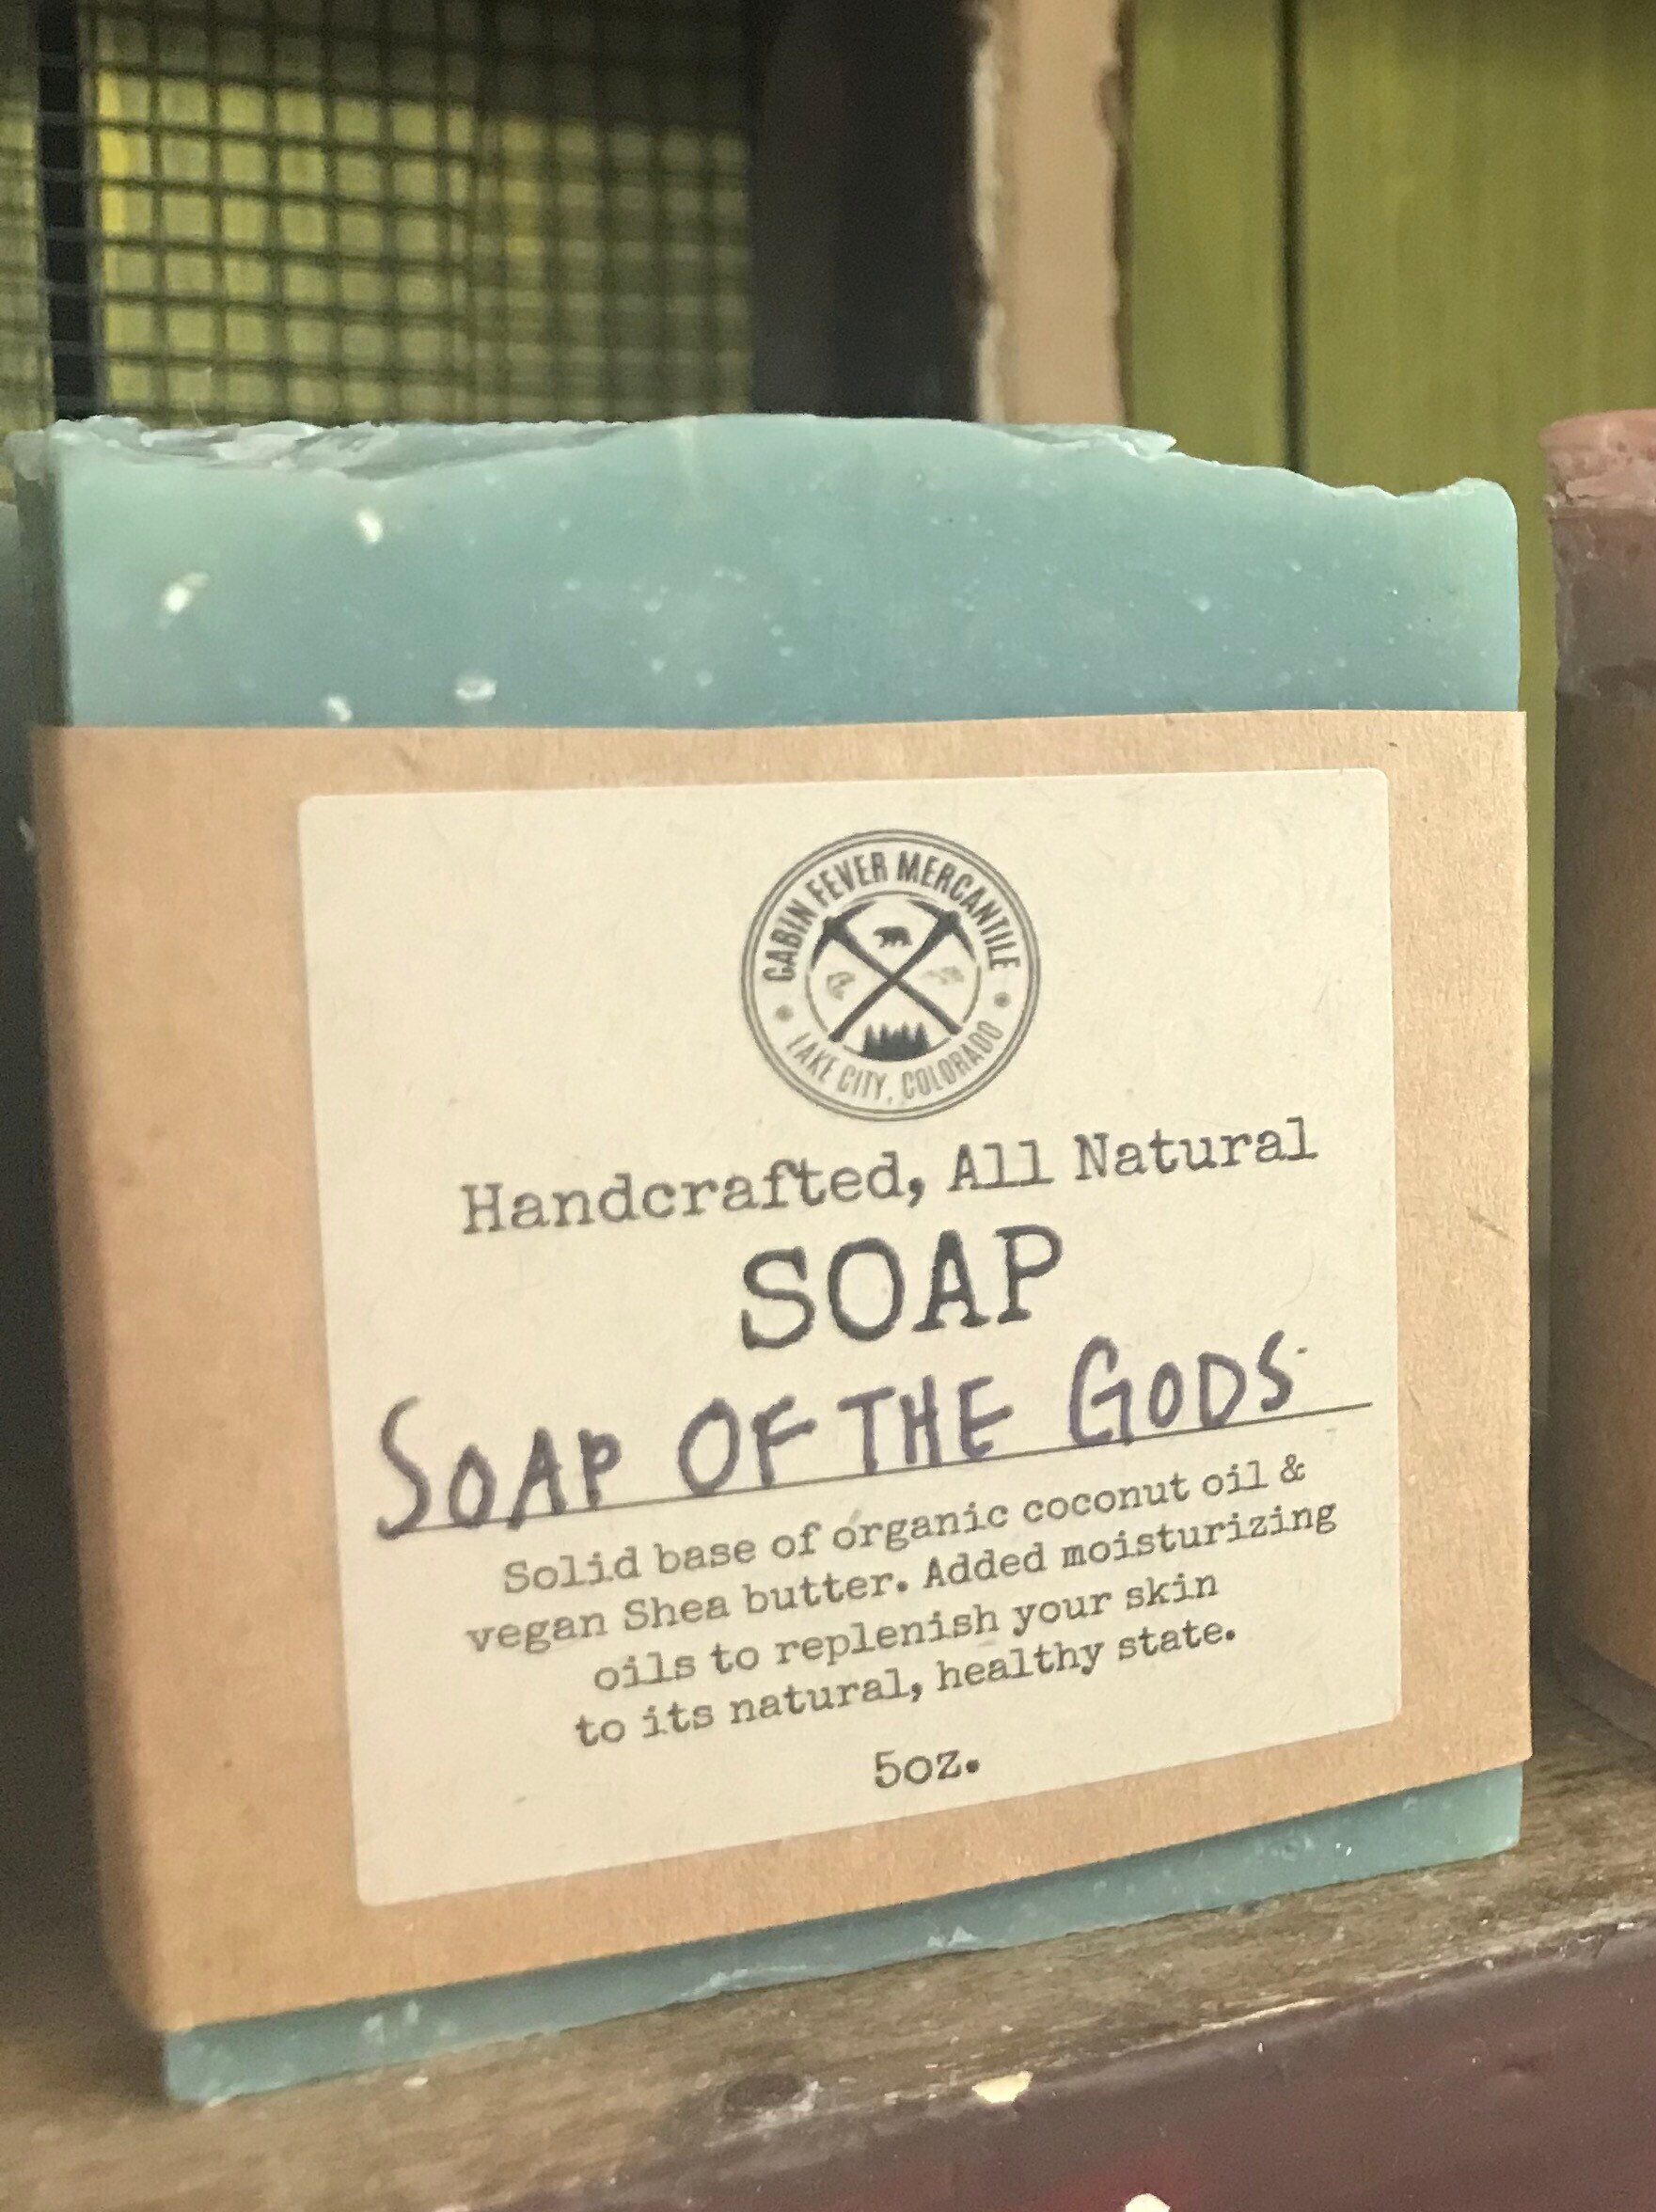 CABIN FEVER MERCANTILE
LAKE CITY, COLORADO
Handcrafted, All Natural
SOAP
SOAP OF THE GODS
Solid base of organic coconut oil &
vegan Shea butter. Added moisturizing
oils to replenish your skin
to its natural, healthy state.
5oz.